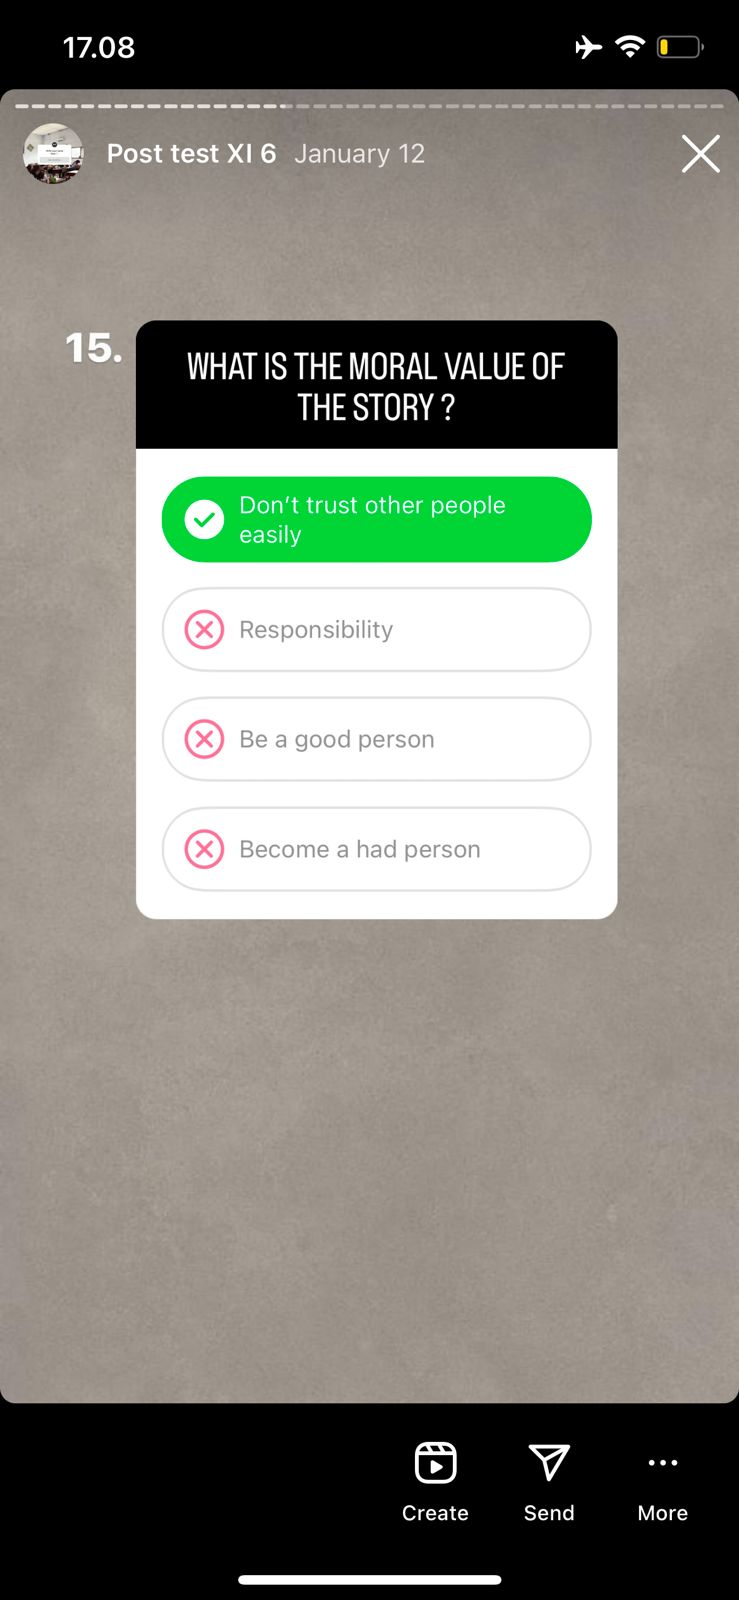 17.08
Post test XI 6 January 12
15.
WHAT IS THE MORAL VALUE OF
THE STORY ?
Don't trust other people
easily
Responsibility
Be a good person
Become a had person
Create Send More